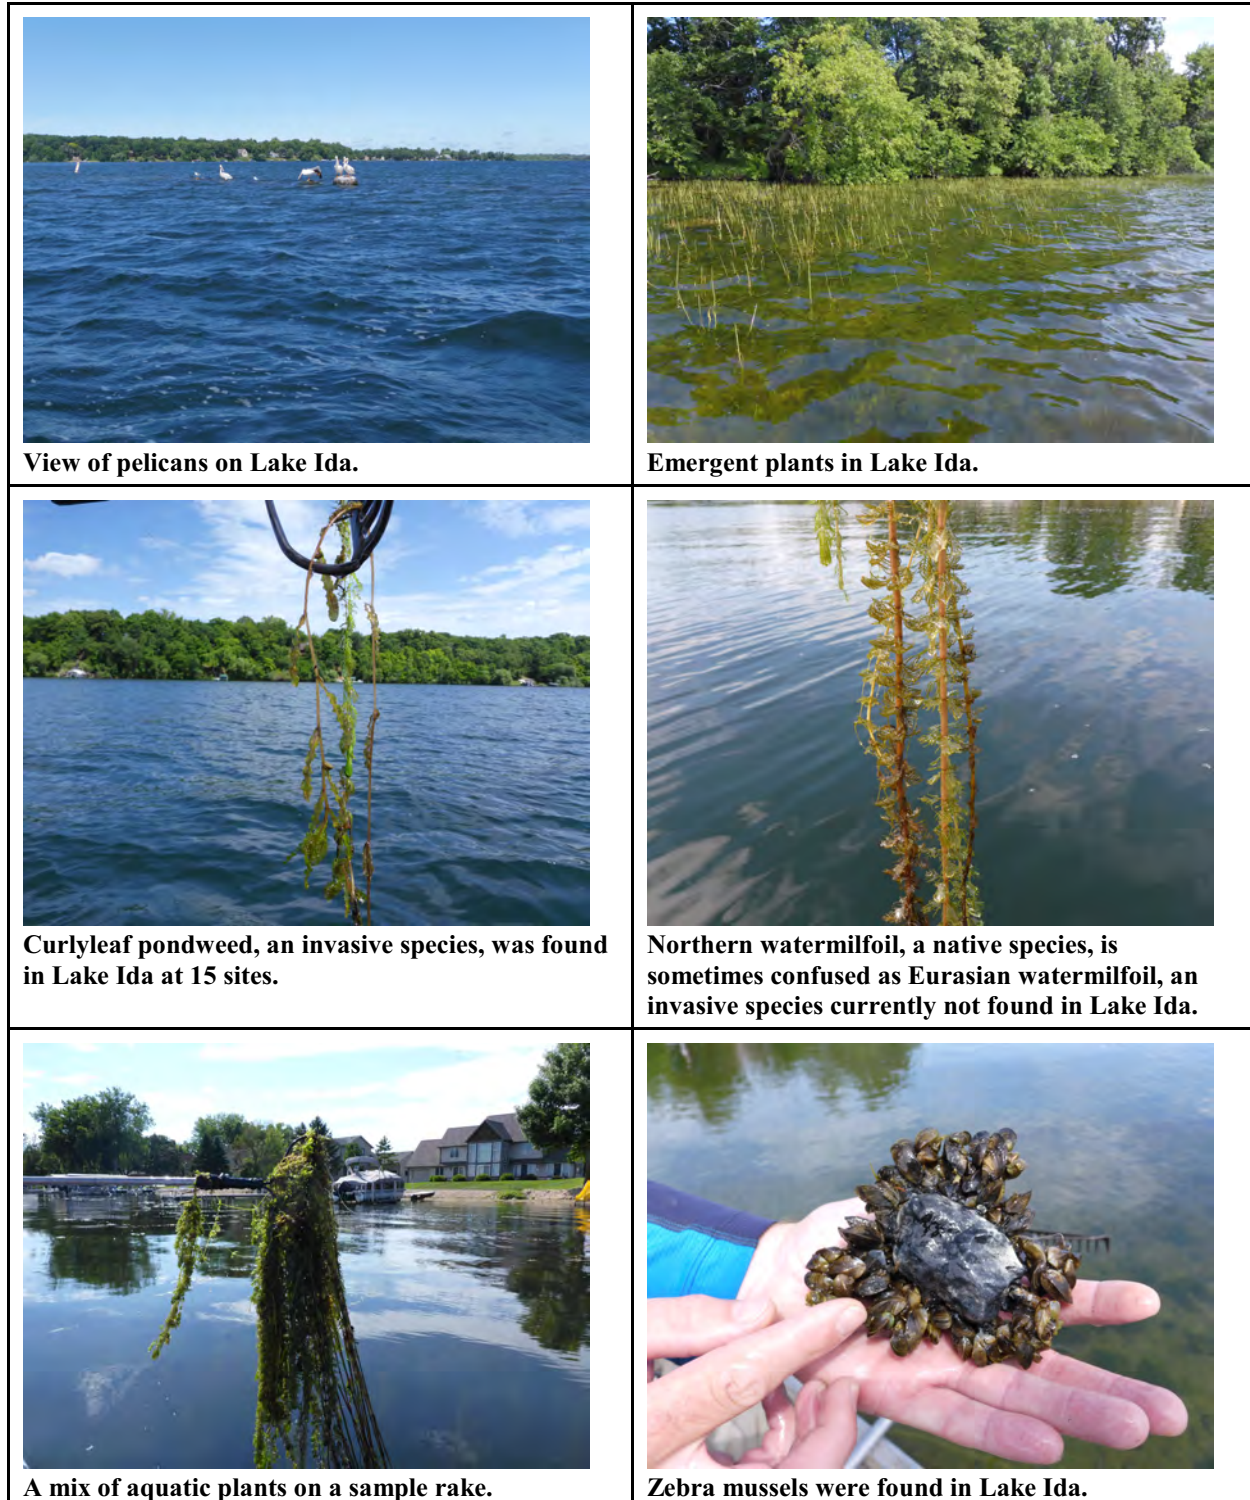 View of pelicans on Lake Ida.
Emergent plants in Lake Ida.
Curlyleaf pondweed, an invasive species, was found
in Lake Ida at 15 sites.
Northern watermilfoil, a native species, is
sometimes confused as Eurasian watermilfoil, an
invasive species currently not found in Lake Ida.
A mix of aquatic plants on a sample rake.
Zebra mussels were found in Lake Ida.